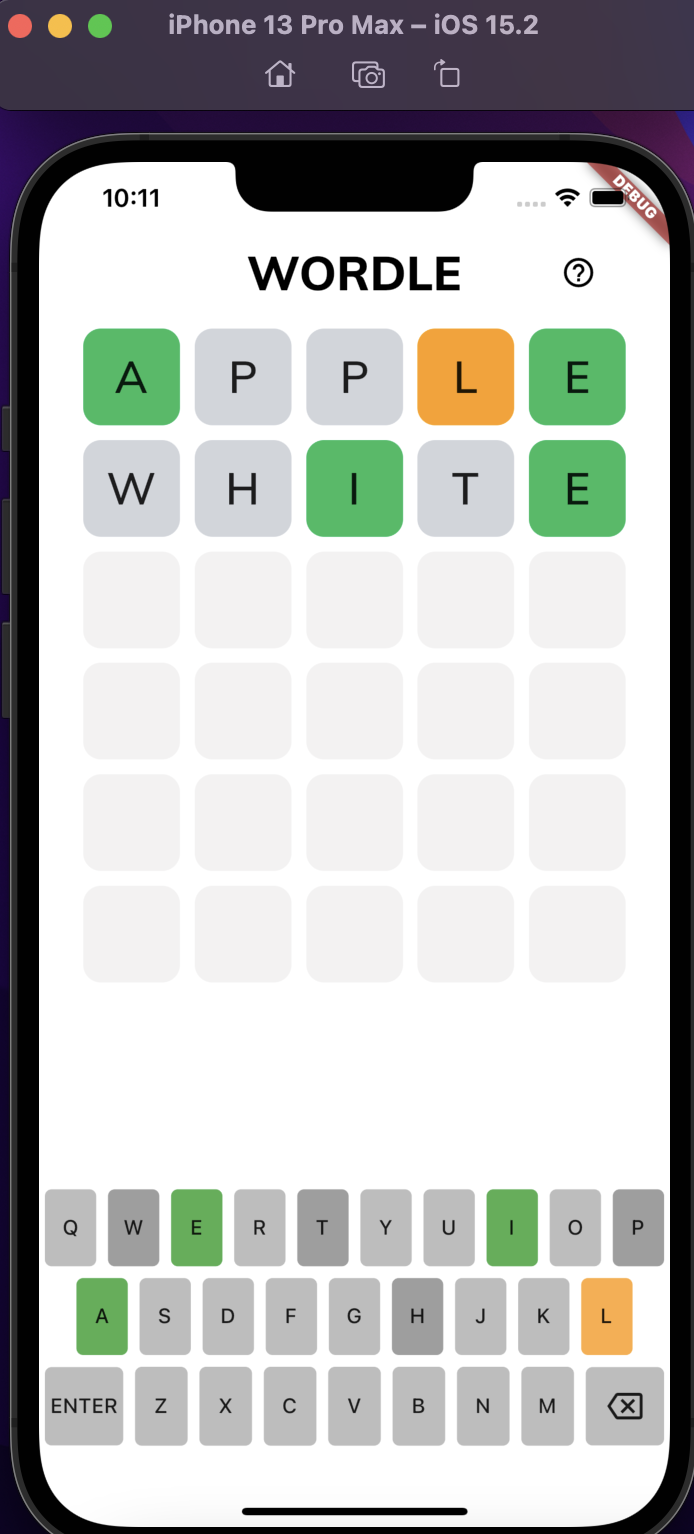 iPhone 13 Pro Max – iOS 15.2
10:11
DEBUG
WORDLE ?
A P P L E
W H I T E
Q W E R T Y U I O P
A S D F G H J K L
ENTER Z X C V B N M